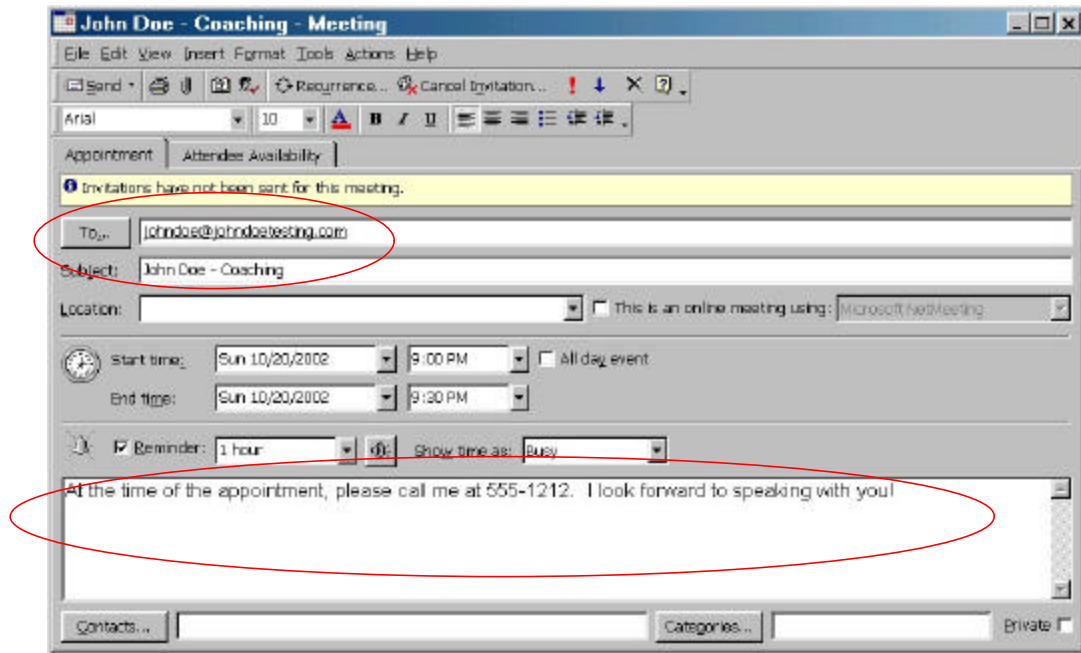 John Doe - Coaching - Meeting
File Edit View Insert Format Tools Actions Help
Send Recurrence... Cancel Invitation...
Arial 10 A B I U
Appointment Attendee Availability
Invitations have not been sent for this meeting.
To... johndoe@johndoetesting.com
Subject: John Doe - Coaching
Location: This is an online meeting using: Microsoft NetMeeting
Start time: Sun 10/20/2002 9:00 PM All day event
End time: Sun 10/20/2002 9:30 PM
Reminder: 1 hour Show time as: Busy
At the time of the appointment, please call me at 555-1212. I look forward to speaking with you!
Contacts... Categories... Private